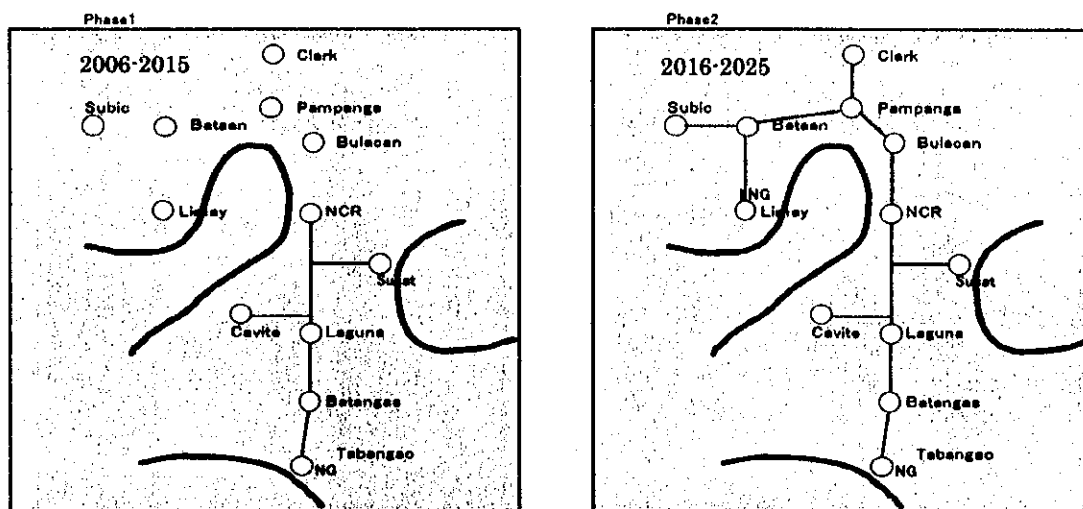 Phase1
2006-2015
Clark
Subic
Pampanga
Bataan
Bulacan
Limay
NCR
Sucat
Cavite
Laguna
Batangas
Tabangao
NG
Phase2
2016-2025
Clark
Subic
Pampanga
Bataan
Bulacan
LNG
Limay
NCR
Sucat
Cavite
Laguna
Batangas
Tabangao
NG